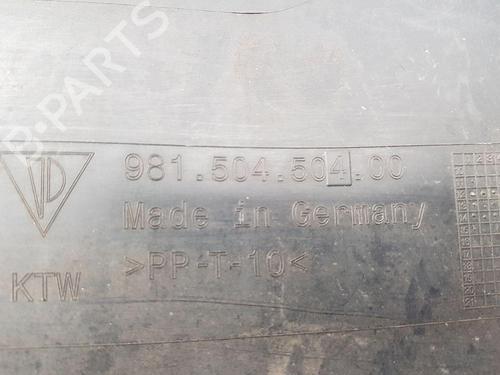 B-PARTS
981.504.504.00
Made in Germany
>PP-T-10<
KTW